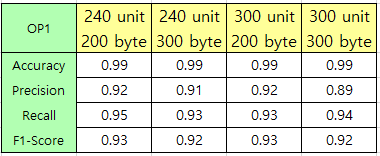 OP1 240 unit 200 byte 240 unit 300 byte 300 unit 200 byte 300 unit 300 byte
Accuracy 0.99 0.99 0.99 0.99
Precision 0.92 0.91 0.92 0.89
Recall 0.95 0.93 0.93 0.94
F1-Score 0.93 0.92 0.93 0.92